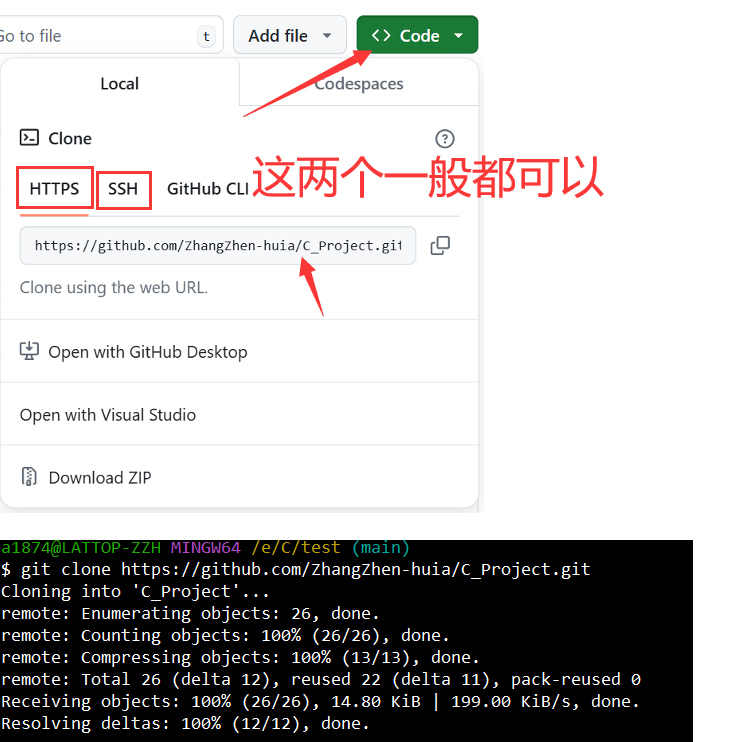 Go to file t Add file Code
Local Codespaces
Clone
HTTPS SSH GitHub CLI 这两个一般都可以
https://github.com/ZhangZhen-huia/C_Project.git
Clone using the web URL.
Open with GitHub Desktop
Open with Visual Studio
Download ZIP
a1874@LATTOP-ZZH MINGW64 /e/C/test (main)
$ git clone https://github.com/ZhangZhen-huia/C_Project.git
Cloning into 'C_Project'...
remote: Enumerating objects: 26, done.
remote: Counting objects: 100% (26/26), done.
remote: Compressing objects: 100% (13/13), done.
remote: Total 26 (delta 12), reused 22 (delta 11), pack-reused 0
Receiving objects: 100% (26/26), 14.80 KiB | 199.00 KiB/s, done.
Resolving deltas: 100% (12/12), done.